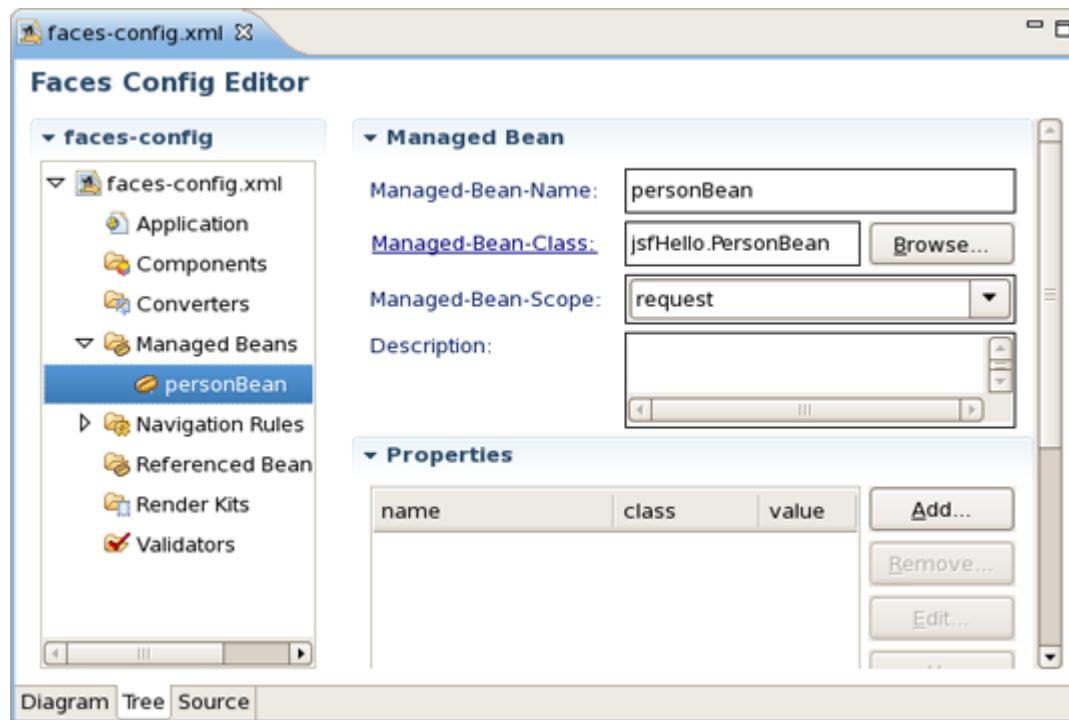 faces-config.xml
Faces Config Editor
faces-config
faces-config.xml
Application
Components
Converters
Managed Beans
personBean
Navigation Rules
Referenced Bean
Render Kits
Validators
Managed Bean
Managed-Bean-Name: personBean
Managed-Bean-Class: jsfHello.PersonBean Browse...
Managed-Bean-Scope: request
Description:
Properties
name class value
Add...
Remove...
Edit...
Diagram Tree Source